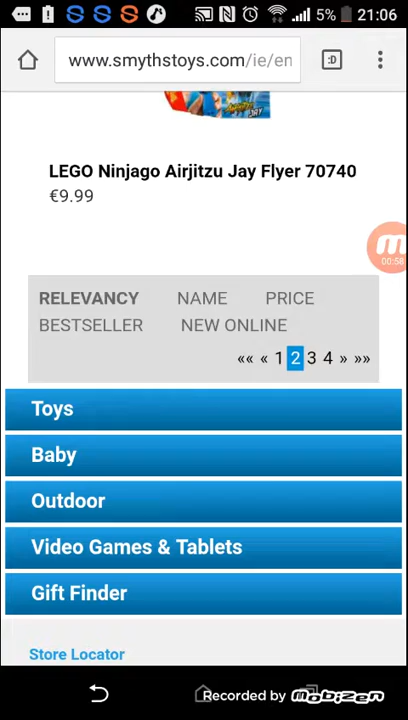 5% 21:06
www.smythstoys.com/ie/en
:D
JAY
LEGO Ninjago Airjitzu Jay Flyer 70740
€9.99
00:58
RELEVANCY NAME PRICE
BESTSELLER NEW ONLINE
«« « 1 2 3 4 » »»
Toys
Baby
Outdoor
Video Games & Tablets
Gift Finder
Store Locator
Recorded by mobizen